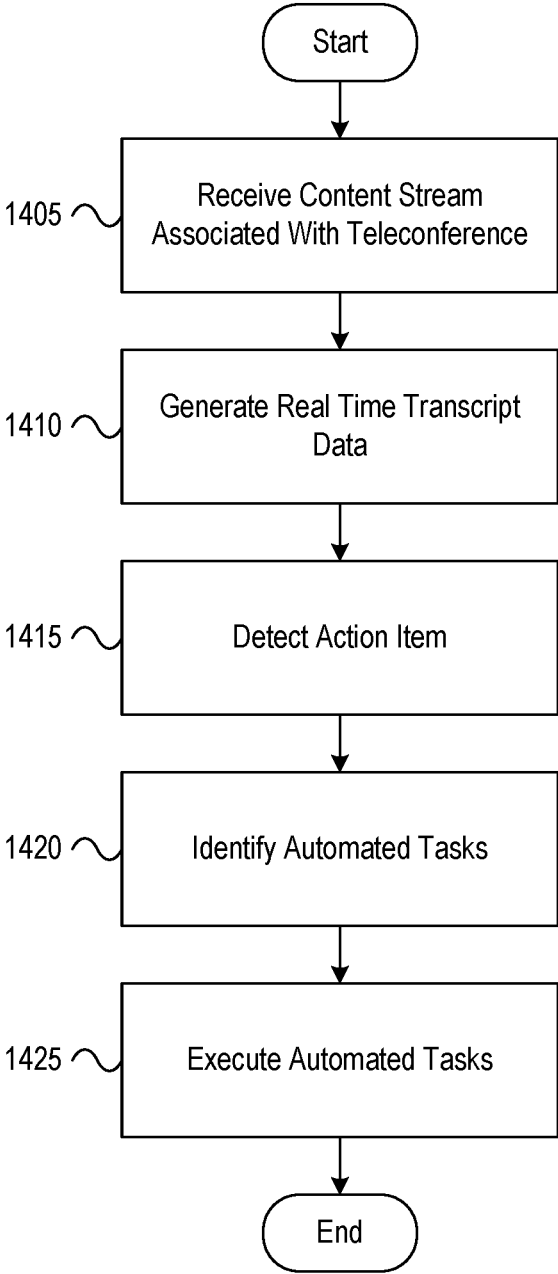 Start
1405
Receive Content Stream
Associated With Teleconference
1410
Generate Real Time Transcript
Data
1415
Detect Action Item
1420
Identify Automated Tasks
1425
Execute Automated Tasks
End